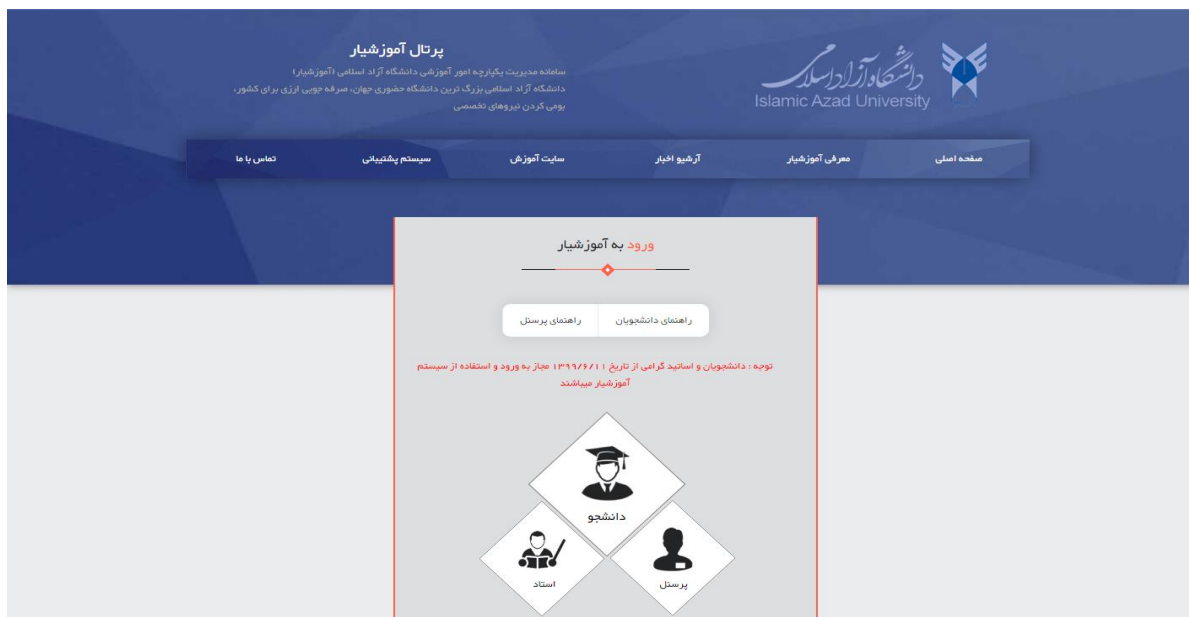 پرتال آموزشیار
سامانه مدیریت یکپارچه امور آموزشی دانشگاه آزاد اسلامی (آموزشیار)
دانشگاه آزاد اسلامی بزرگ ترین دانشگاه حضوری جهان، صرفه جویی ارزی برای کشور،
بومی کردن نیروهای تخصصی
دانشگاه آزاد اسلامی
Islamic Azad University
صفحه اصلی
معرفی آموزشیار
آرشیو اخبار
سایت آموزش
سیستم پشتیبانی
تماس با ما
ورود به آموزشیار
راهنمای دانشجویان
راهنمای پرسنل
توجه : دانشجویان و اساتید گرامی از تاریخ ۱۳۹۹/۶/۱۱ مجاز به ورود و استفاده از سیستم
آموزشیار میباشند
دانشجو
پرسنل
استاد